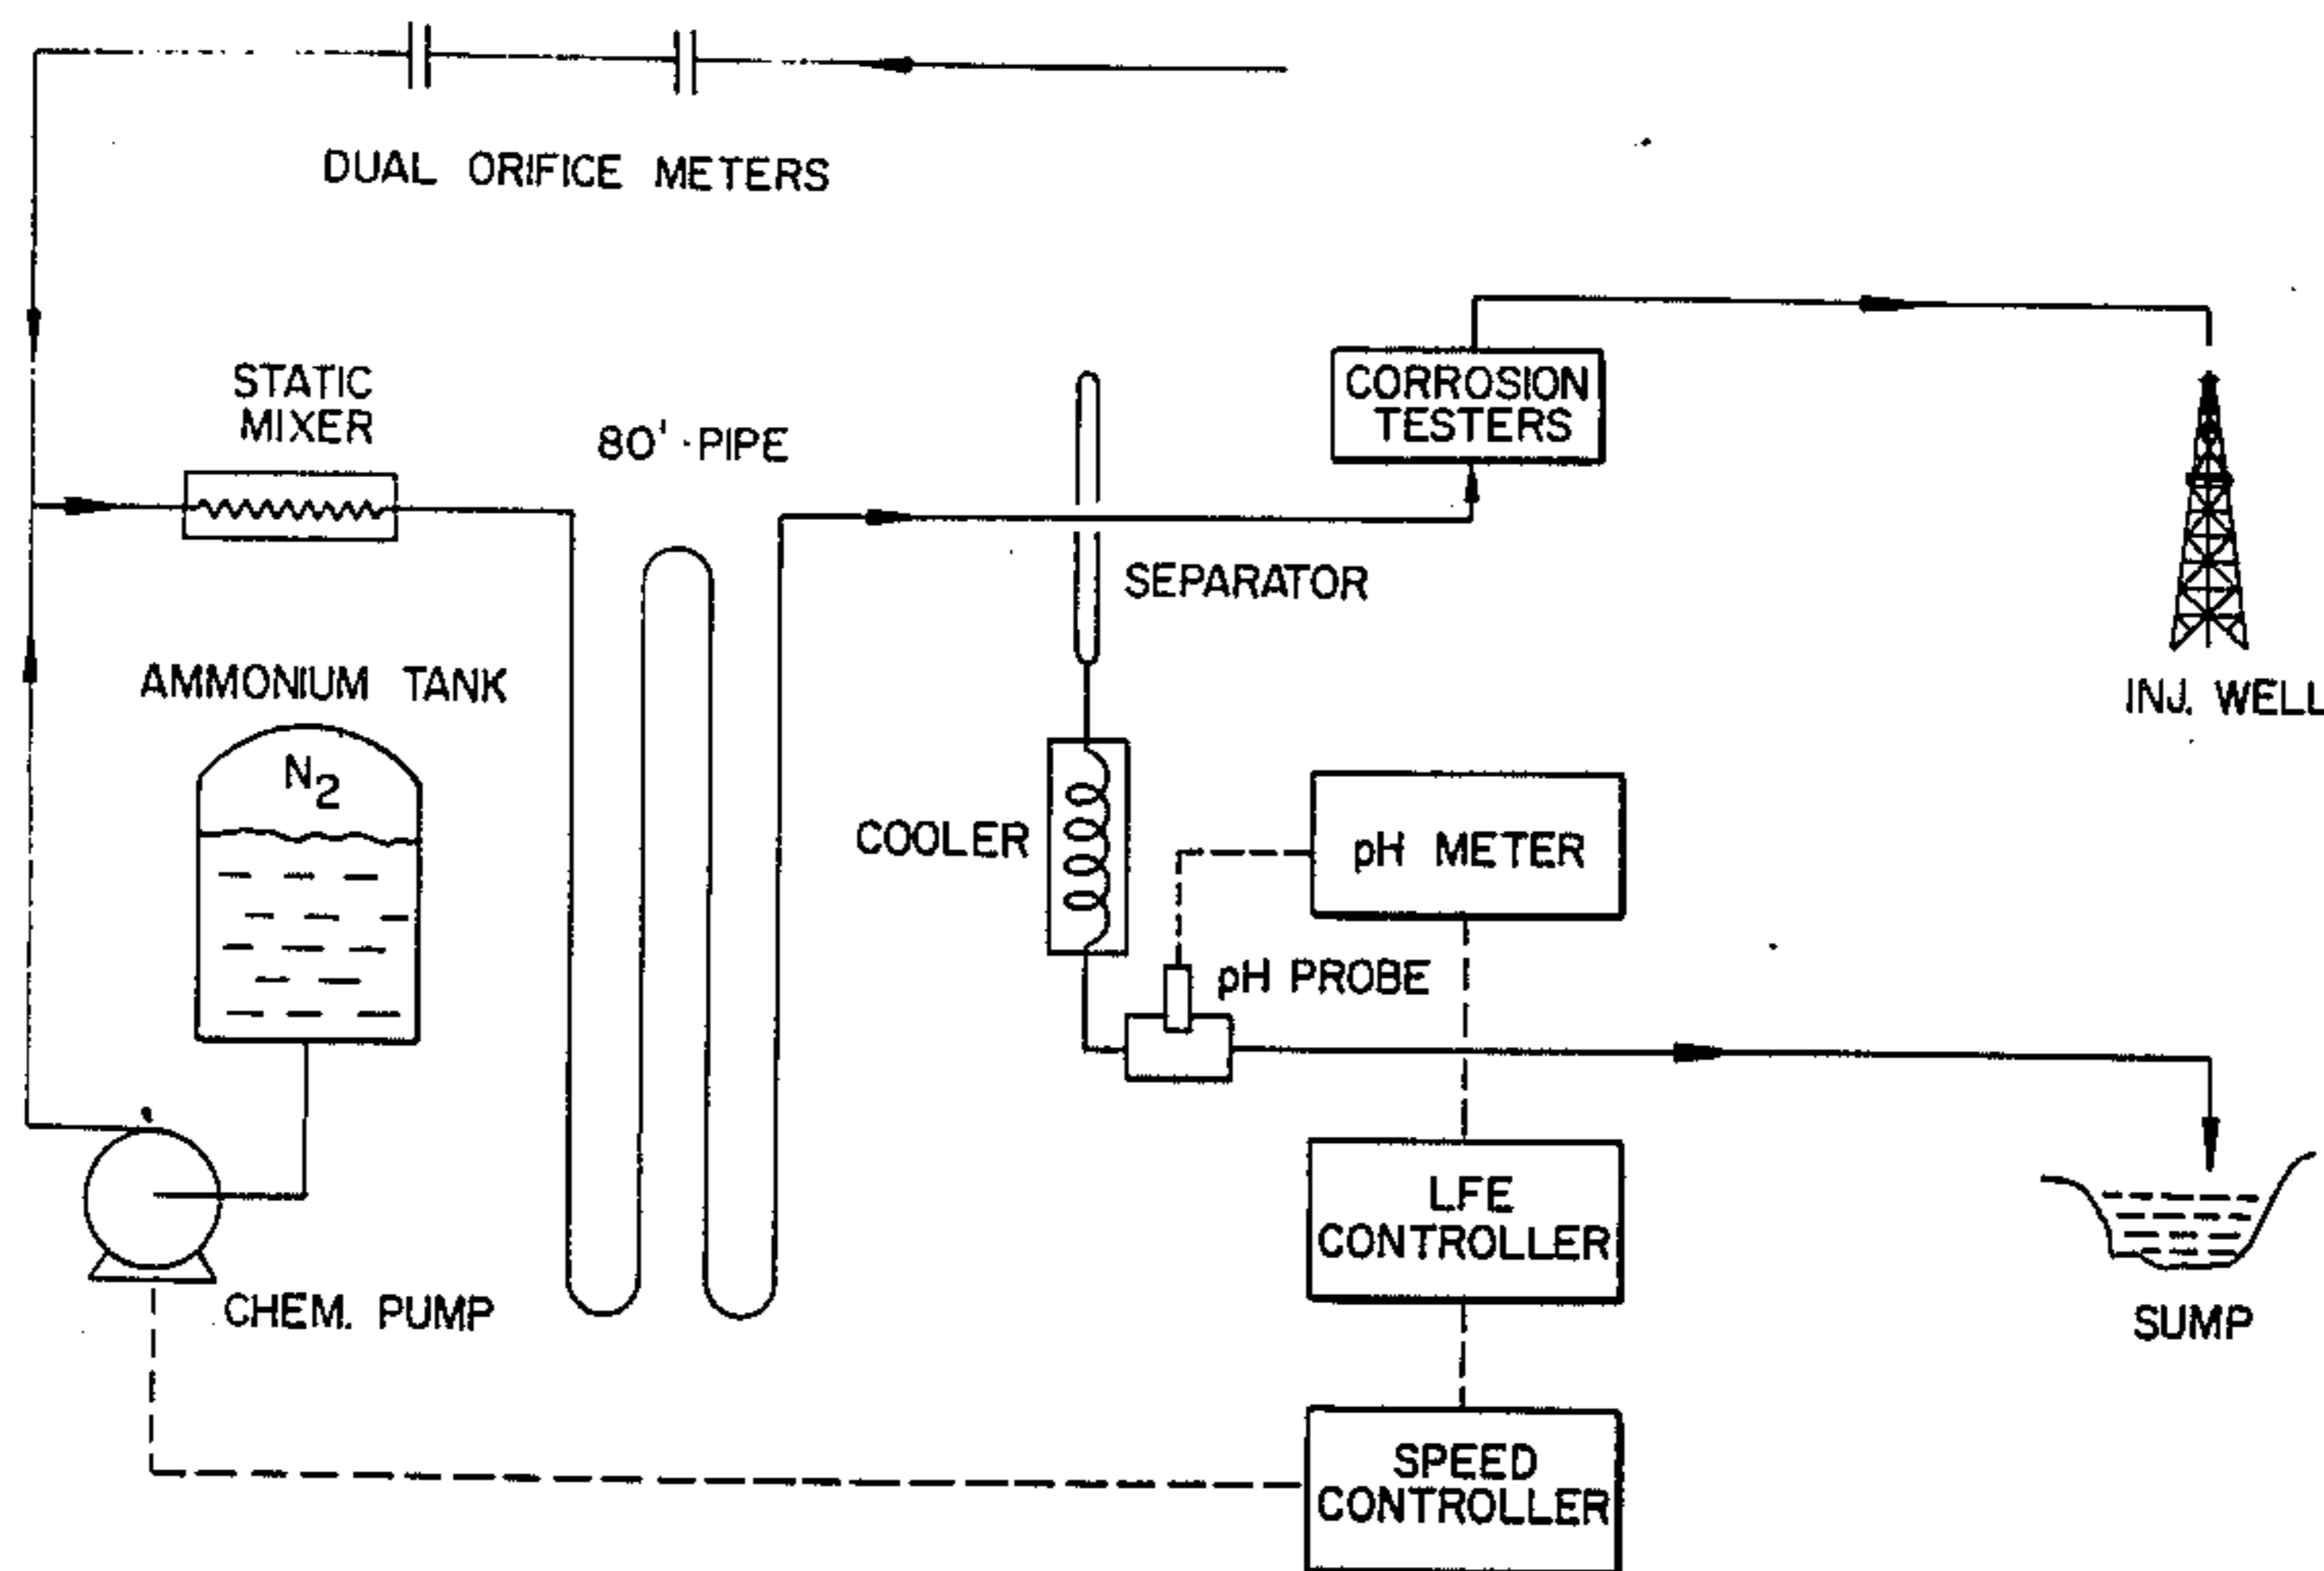 DUAL ORIFICE METERS
STATIC
MIXER
80' PIPE
CORROSION
TESTERS
SEPARATOR
AMMONIUM TANK
N2
INJ. WELL
COOLER
pH METER
pH PROBE
LFE
CONTROLLER
CHEM. PUMP
SUMP
SPEED
CONTROLLER